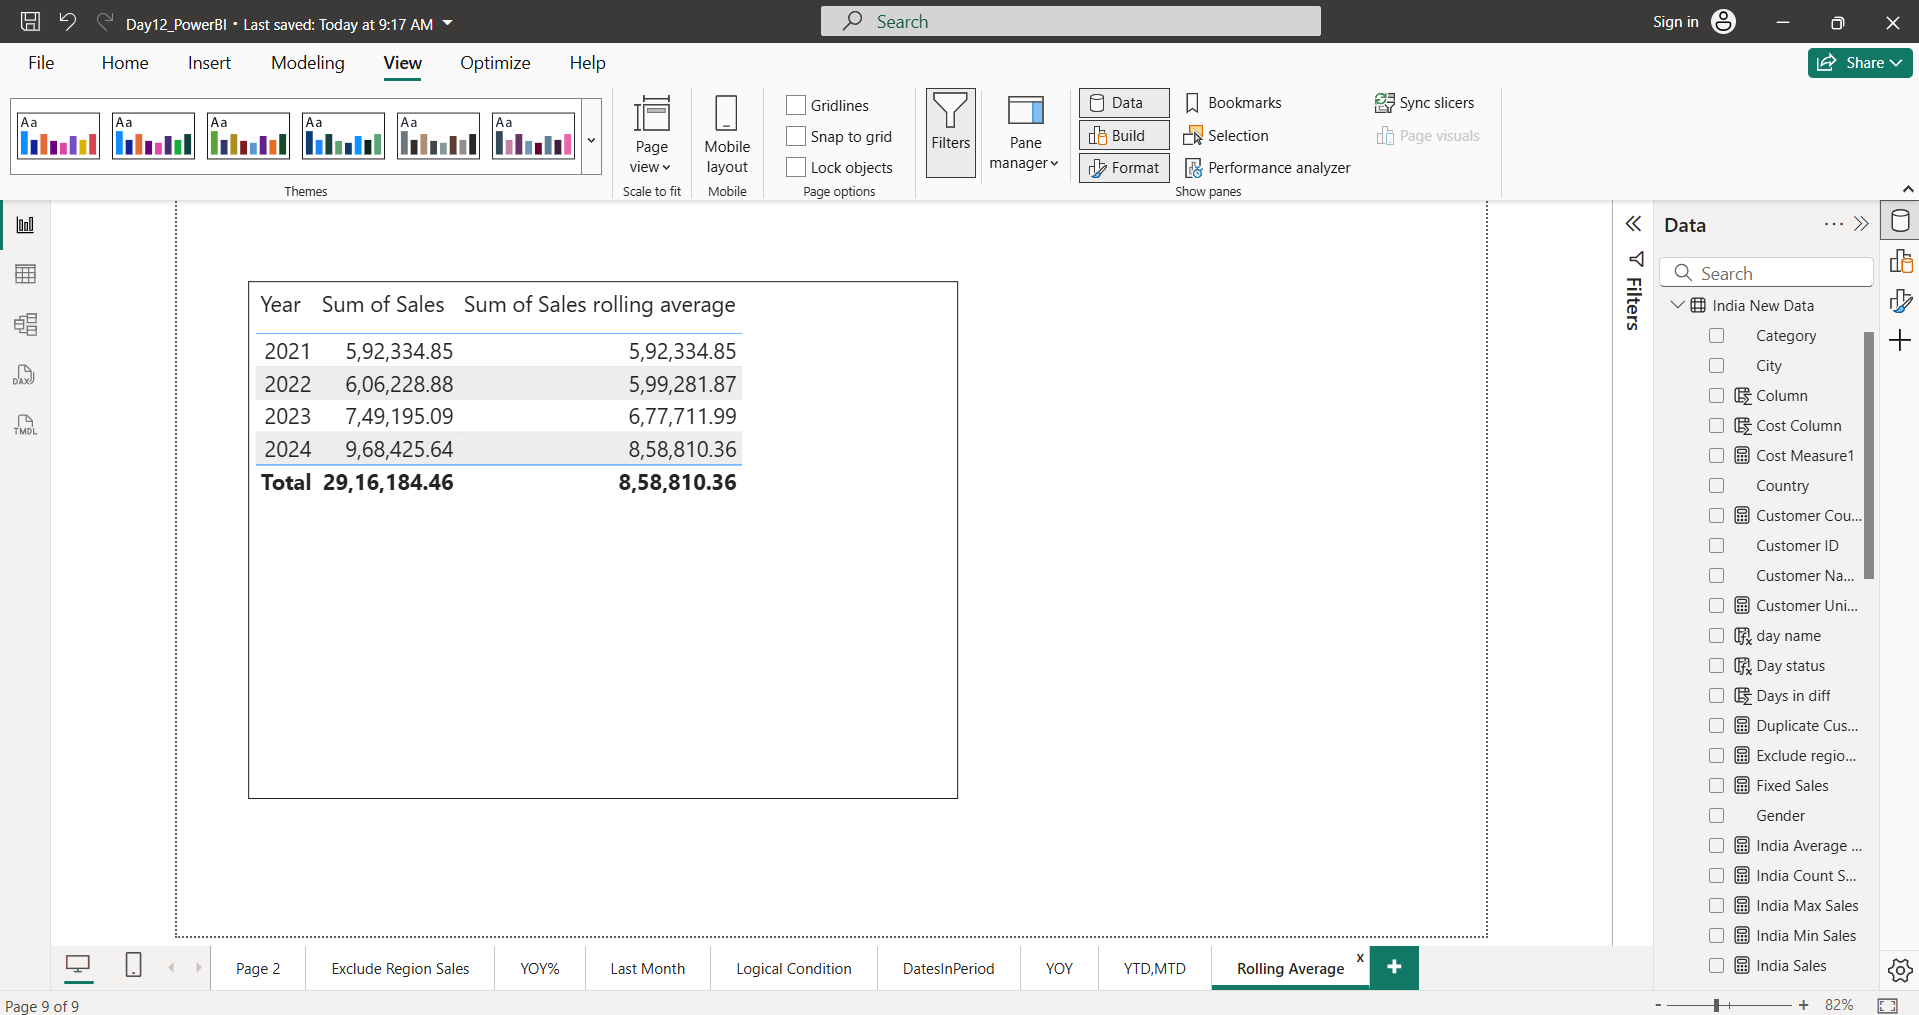 Day12_PowerBI • Last saved: Today at 9:17 AM
Search
Sign in
File Home Insert Modeling View Optimize Help
Share
Aa Aa Aa Aa Aa Aa
Themes
Page view
Scale to fit
Mobile layout
Mobile
Gridlines
Snap to grid
Lock objects
Page options
Filters
Pane manager
Data
Build
Format
Bookmarks
Selection
Performance analyzer
Sync slicers
Page visuals
Show panes
DAX
TMDL
Year Sum of Sales Sum of Sales rolling average
2021 5,92,334.85 5,92,334.85
2022 6,06,228.88 5,99,281.87
2023 7,49,195.09 6,77,711.99
2024 9,68,425.64 8,58,810.36
Total 29,16,184.46 8,58,810.36
Filters
Data
Search
India New Data
Category
City
Column
Cost Column
Cost Measure1
Country
Customer Cou...
Customer ID
Customer Na...
Customer Uni...
day name
Day status
Days in diff
Duplicate Cus...
Exclude regio...
Fixed Sales
Gender
India Average ...
India Count S...
India Max Sales
India Min Sales
India Sales
Page 2 Exclude Region Sales YOY% Last Month Logical Condition DatesInPeriod YOY YTD,MTD Rolling Average x +
Page 9 of 9
- + 82%